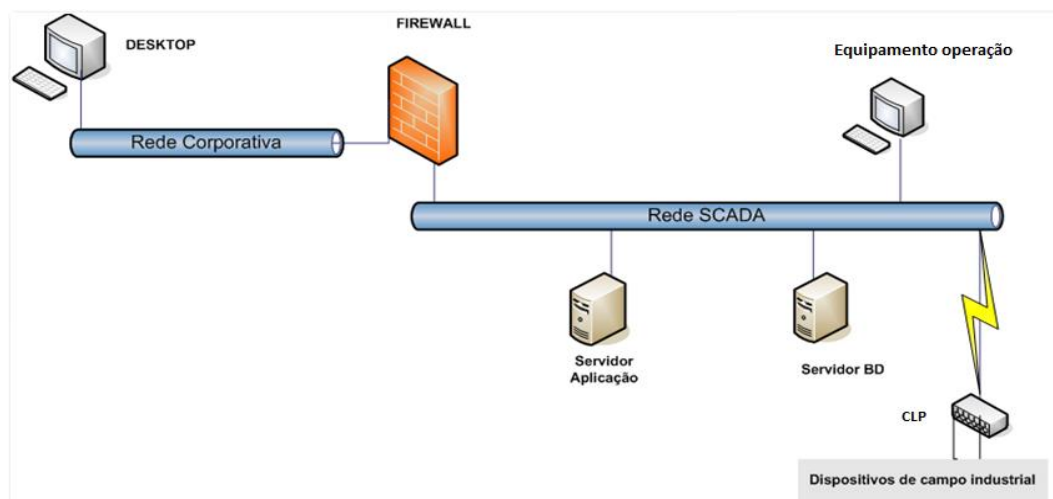 FIREWALL
DESKTOP
Equipamento operação
Rede Corporativa
Rede SCADA
Servidor
Aplicação
Servidor BD
CLP
Dispositivos de campo industrial